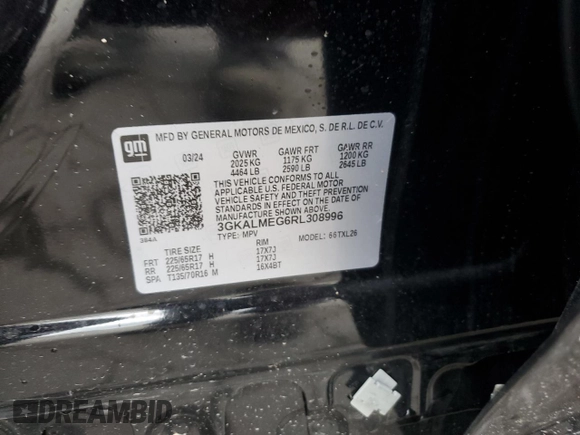 gm
MFD BY GENERAL MOTORS DE MEXICO, S. DE R.L. DE C.V.
03/24 GVWR GAWR FRT GAWR RR
2025 KG 1175 KG 1200 KG
4464 LB 2590 LB 2645 LB
THIS VEHICLE CONFORMS TO ALL
APPLICABLE U.S. FEDERAL MOTOR
VEHICLE SAFETY AND THEFT PREVENTION
STANDARDS IN EFFECT ON THE DATE OF
MANUFACTURE SHOWN ABOVE.
3GKALMEG6RL308996
TYPE: MPV MODEL: 66TXL26
TIRE SIZE RIM
FRT 225/65R17 H 17X7J
RR 225/65R17 H 17X7J
SPA T135/70R16 M 16X4BT
DREAMBID